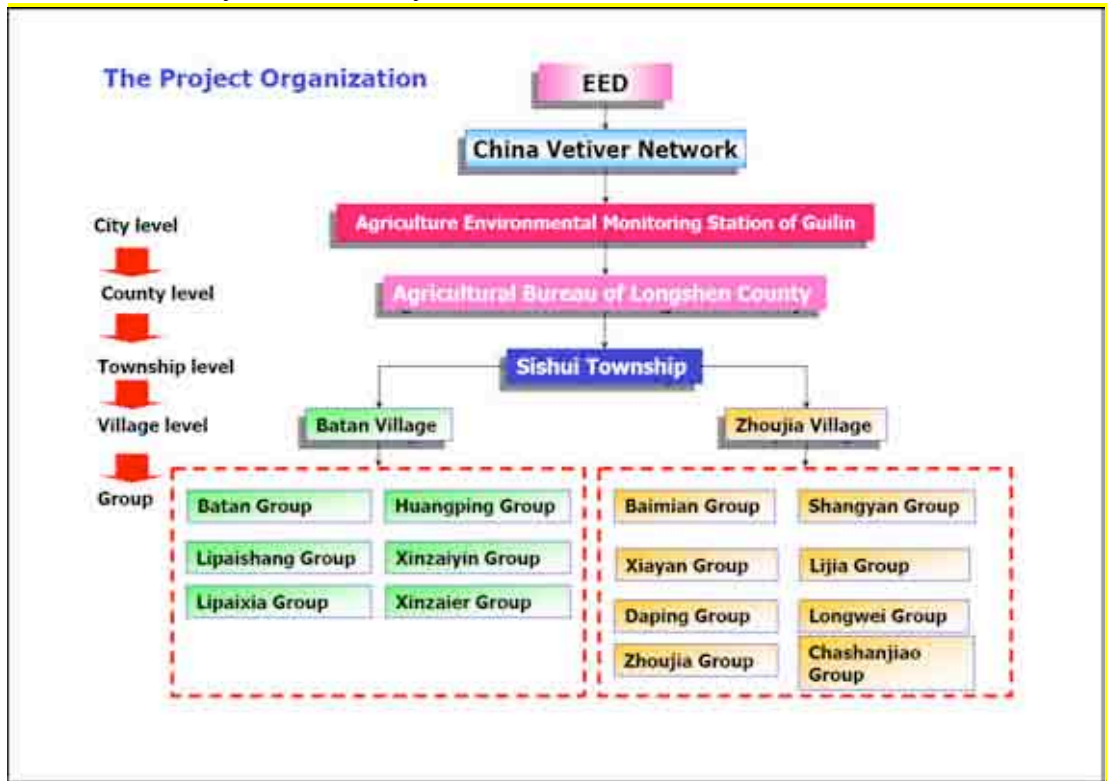 The Project Organization
EED
China Vetiver Network
City level
Agriculture Environmental Monitoring Station of Guilin
County level
Agricultural Bureau of Longshen County
Township level
Sishui Township
Village level
Batan Village
Zhoujia Village
Group
Batan Group
Huangping Group
Lipaishang Group
Xinzaiyin Group
Lipaixia Group
Xinzaier Group
Baimian Group
Shangyan Group
Xiayan Group
Lijia Group
Daping Group
Longwei Group
Zhoujia Group
Chashanjiao
Group